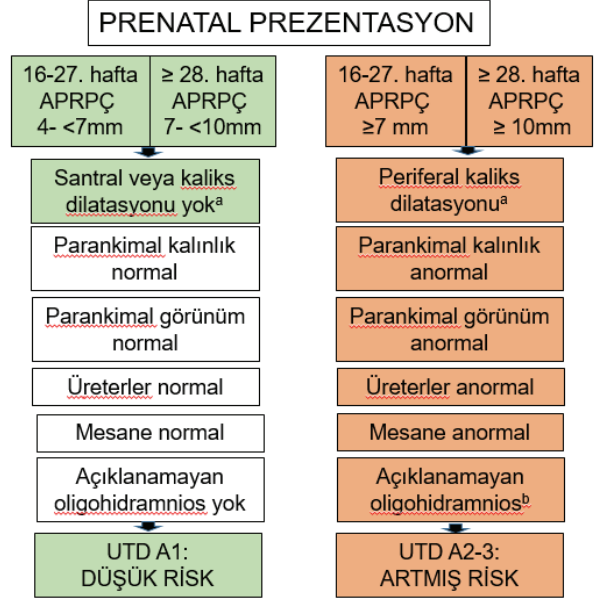 PRENATAL PREZENTASYON
16-27. hafta
APRPÇ
4- <7mm
≥ 28. hafta
APRPÇ
7- <10mm
Santral veya kaliks
dilatasyonu yokᵃ
Parankimal kalınlık
normal
Parankimal görünüm
normal
Üreterler normal
Mesane normal
Açıklanamayan
oligohidramnios yok
UTD A1:
DÜŞÜK RİSK
16-27. hafta
APRPÇ
≥7 mm
≥ 28. hafta
APRPÇ
≥ 10mm
Periferal kaliks
dilatasyonuᵃ
Parankimal kalınlık
anormal
Parankimal görünüm
anormal
Üreterler anormal
Mesane anormal
Açıklanamayan
oligohidramniosᵇ
UTD A2-3:
ARTMIŞ RİSK